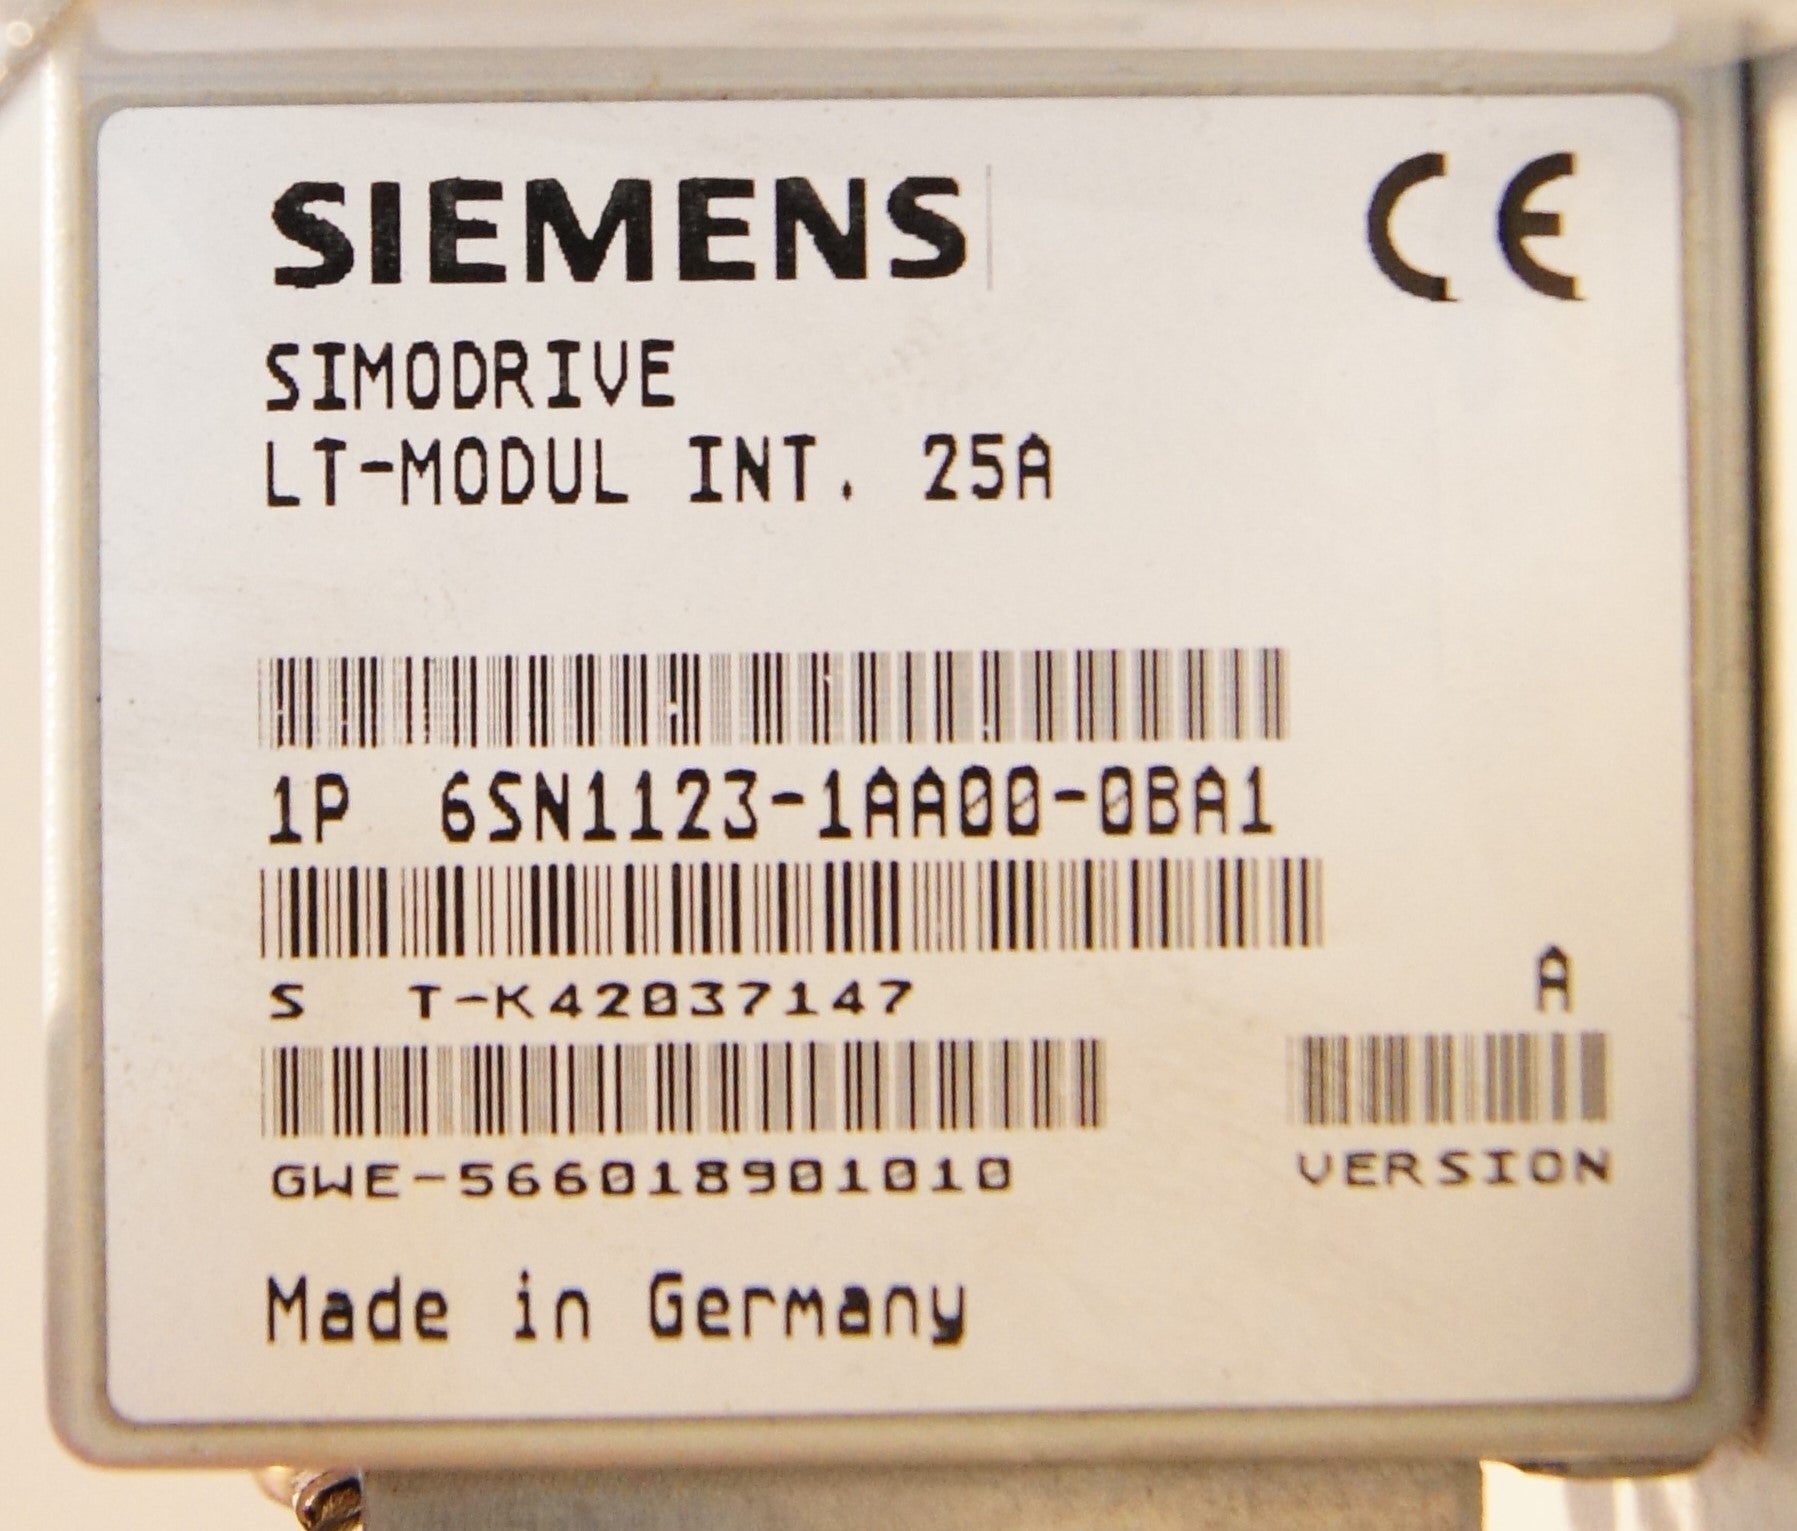 SIEMENS CE
SIMODRIVE
LT-MODUL INT. 25A
1P 6SN1123-1AA00-0BA1
S T-K42037147 A
GWE-566018901010 VERSION
Made in Germany